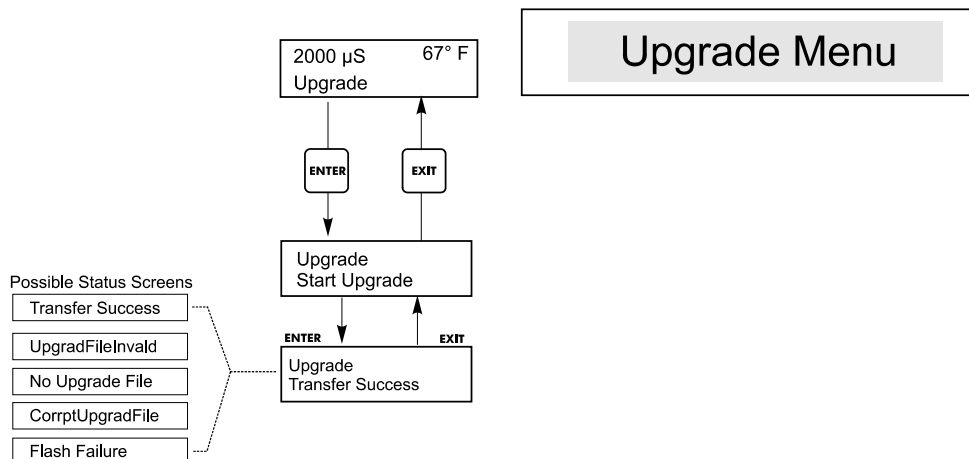 Upgrade Menu
2000 µS 67° F
Upgrade
ENTER EXIT
Upgrade
Start Upgrade
Possible Status Screens
Transfer Success
UpgradFileInvald
No Upgrade File
CorrptUpgradFile
Flash Failure
ENTER EXIT
Upgrade
Transfer Success